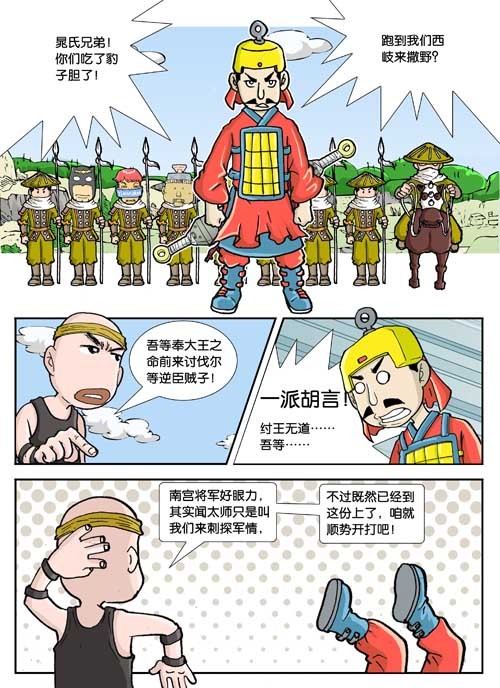 晁氏兄弟！
你们吃了豹
子胆了！
跑到我们西
岐来撒野？
吾等奉大王之
命前来讨伐尔
等逆臣贼子！
一派胡言！
纣王无道……
吾等……
南宫将军好眼力，
其实闻太师只是叫
我们来刺探军情，
不过既然已经到
这份上了，咱就
顺势开打吧！